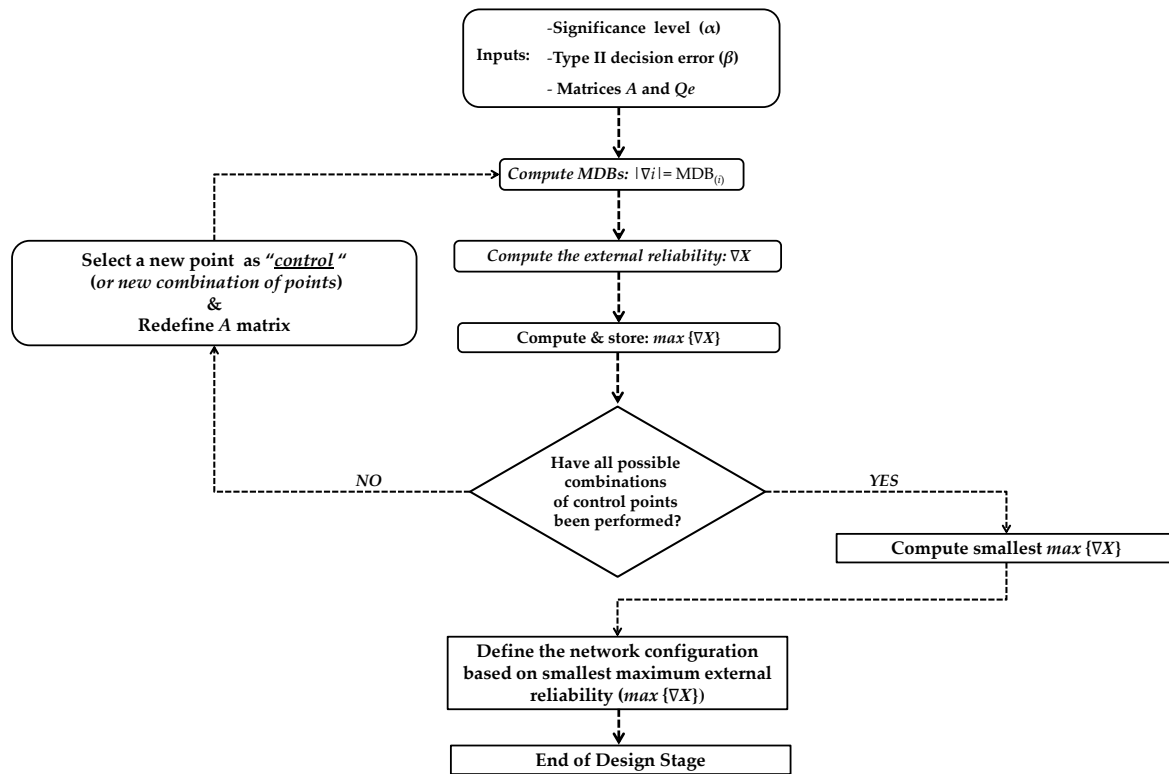 -Significance level (α)
Inputs: -Type II decision error (β)
- Matrices A and Qe
Compute MDBs: |∇i|= MDB(i)
Select a new point as “control “
(or new combination of points)
&
Redefine A matrix
Compute the external reliability: ∇X
Compute & store: max {∇X}
Have all possible
combinations
of control points
been performed?
NO
YES
Compute smallest max {∇X}
Define the network configuration
based on smallest maximum external
reliability (max {∇X})
End of Design Stage